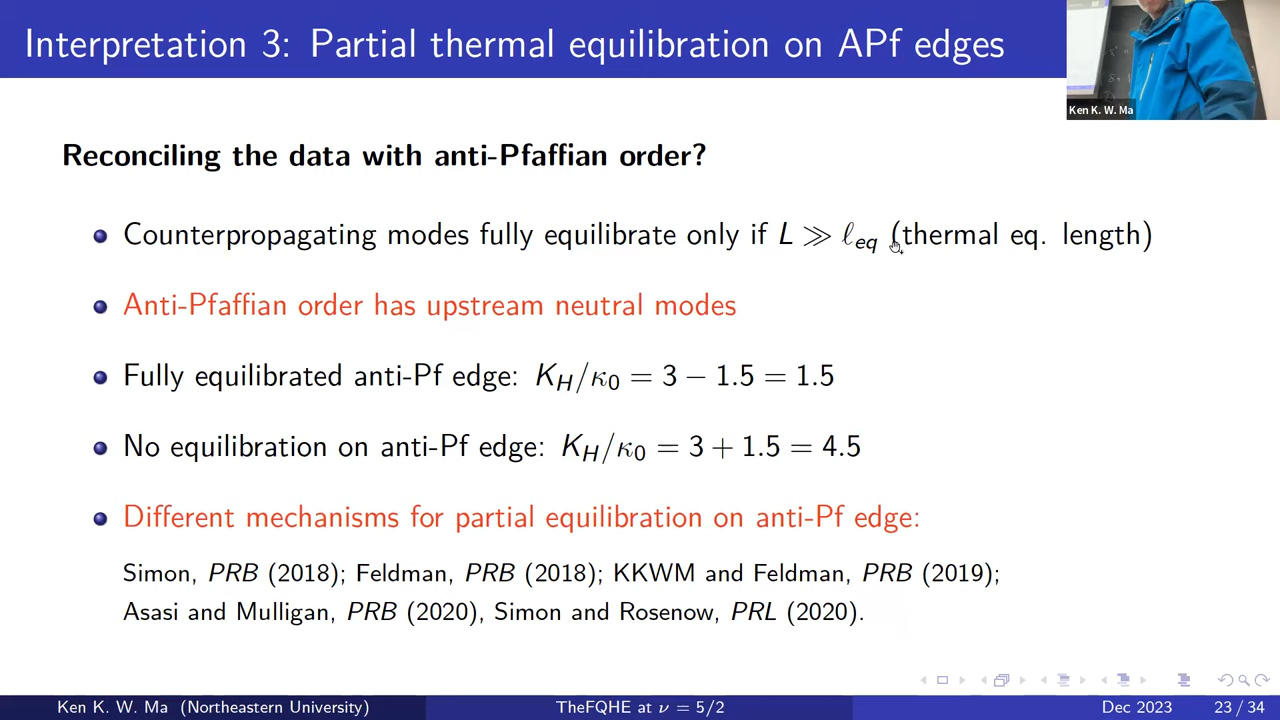 Interpretation 3: Partial thermal equilibration on APf edges
Ken K. W. Ma
Reconciling the data with anti-Pfaffian order?
Counterpropagating modes fully equilibrate only if L ≫ ℓeq (thermal eq. length)
Anti-Pfaffian order has upstream neutral modes
Fully equilibrated anti-Pf edge: K_H/κ₀ = 3 − 1.5 = 1.5
No equilibration on anti-Pf edge: K_H/κ₀ = 3 + 1.5 = 4.5
Different mechanisms for partial equilibration on anti-Pf edge:
Simon, PRB (2018); Feldman, PRB (2018); KKWM and Feldman, PRB (2019);
Asasi and Mulligan, PRB (2020), Simon and Rosenow, PRL (2020).
Ken K. W. Ma (Northeastern University) TheFQHE at ν = 5/2 Dec 2023 23 / 34